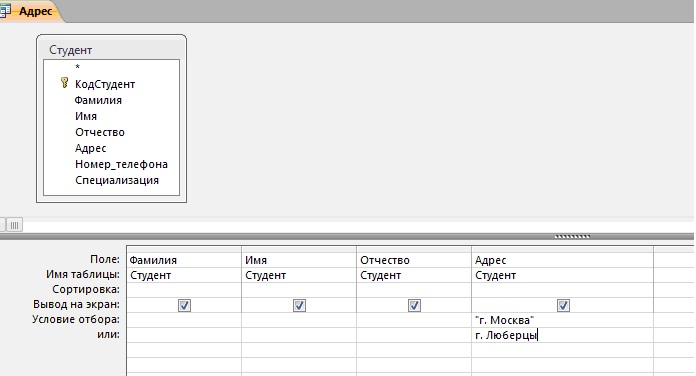 Адрес
Студент
*
КодСтудент
Фамилия
Имя
Отчество
Адрес
Номер_телефона
Специализация
Поле: Фамилия Имя Отчество Адрес
Имя таблицы: Студент Студент Студент Студент
Сортировка:
Вывод на экран:
Условие отбора: "г. Москва"
или: г. Люберцы